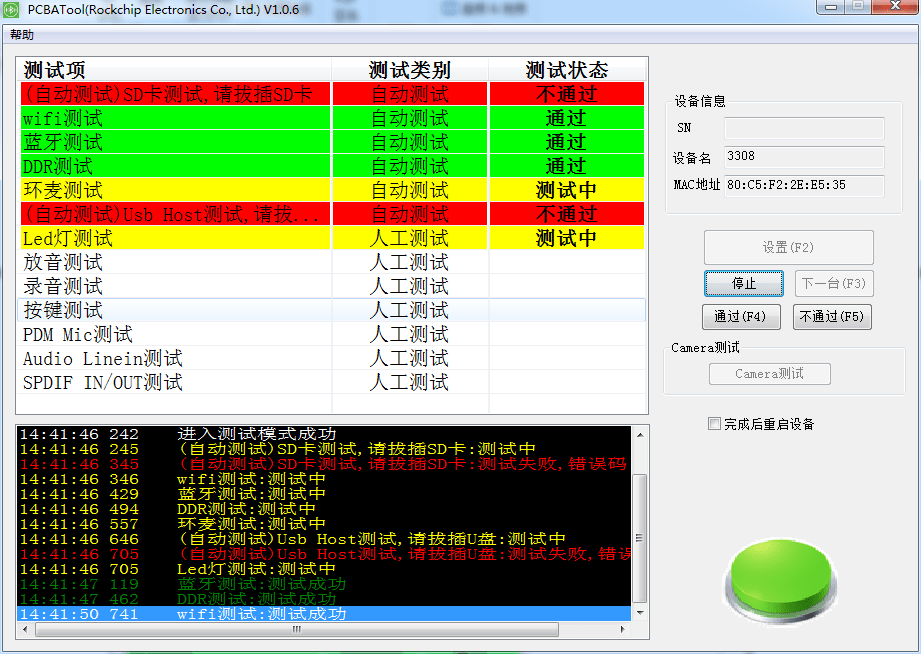 PCBATool(Rockchip Electronics Co., Ltd.) V1.0.6
帮助
测试项 测试类别 测试状态
(自动测试)SD卡测试,请拔插SD卡 自动测试 不通过
wifi测试 自动测试 通过
蓝牙测试 自动测试 通过
DDR测试 自动测试 通过
环麦测试 自动测试 测试中
(自动测试)Usb Host测试,请拔... 自动测试 不通过
Led灯测试 人工测试 测试中
放音测试 人工测试
录音测试 人工测试
按键测试 人工测试
PDM Mic测试 人工测试
Audio Linein测试 人工测试
SPDIF IN/OUT测试 人工测试
设备信息
SN
设备名 3308
MAC地址 80:C5:F2:2E:E5:35
设置(F2)
停止 下一台(F3)
通过(F4) 不通过(F5)
Camera测试
Camera测试
完成后重启设备
14:41:46 242 进入测试模式成功
14:41:46 245 (自动测试)SD卡测试,请拔插SD卡:测试中
14:41:46 345 (自动测试)SD卡测试,请拔插SD卡:测试失败,错误码
14:41:46 346 wifi测试:测试中
14:41:46 429 蓝牙测试:测试中
14:41:46 494 DDR测试:测试中
14:41:46 557 环麦测试:测试中
14:41:46 646 (自动测试)Usb Host测试,请拔插U盘:测试中
14:41:46 705 (自动测试)Usb Host测试,请拔插U盘:测试失败,错误
14:41:46 705 Led灯测试:测试中
14:41:47 119 蓝牙测试:测试成功
14:41:47 462 DDR测试:测试成功
14:41:50 741 wifi测试:测试成功